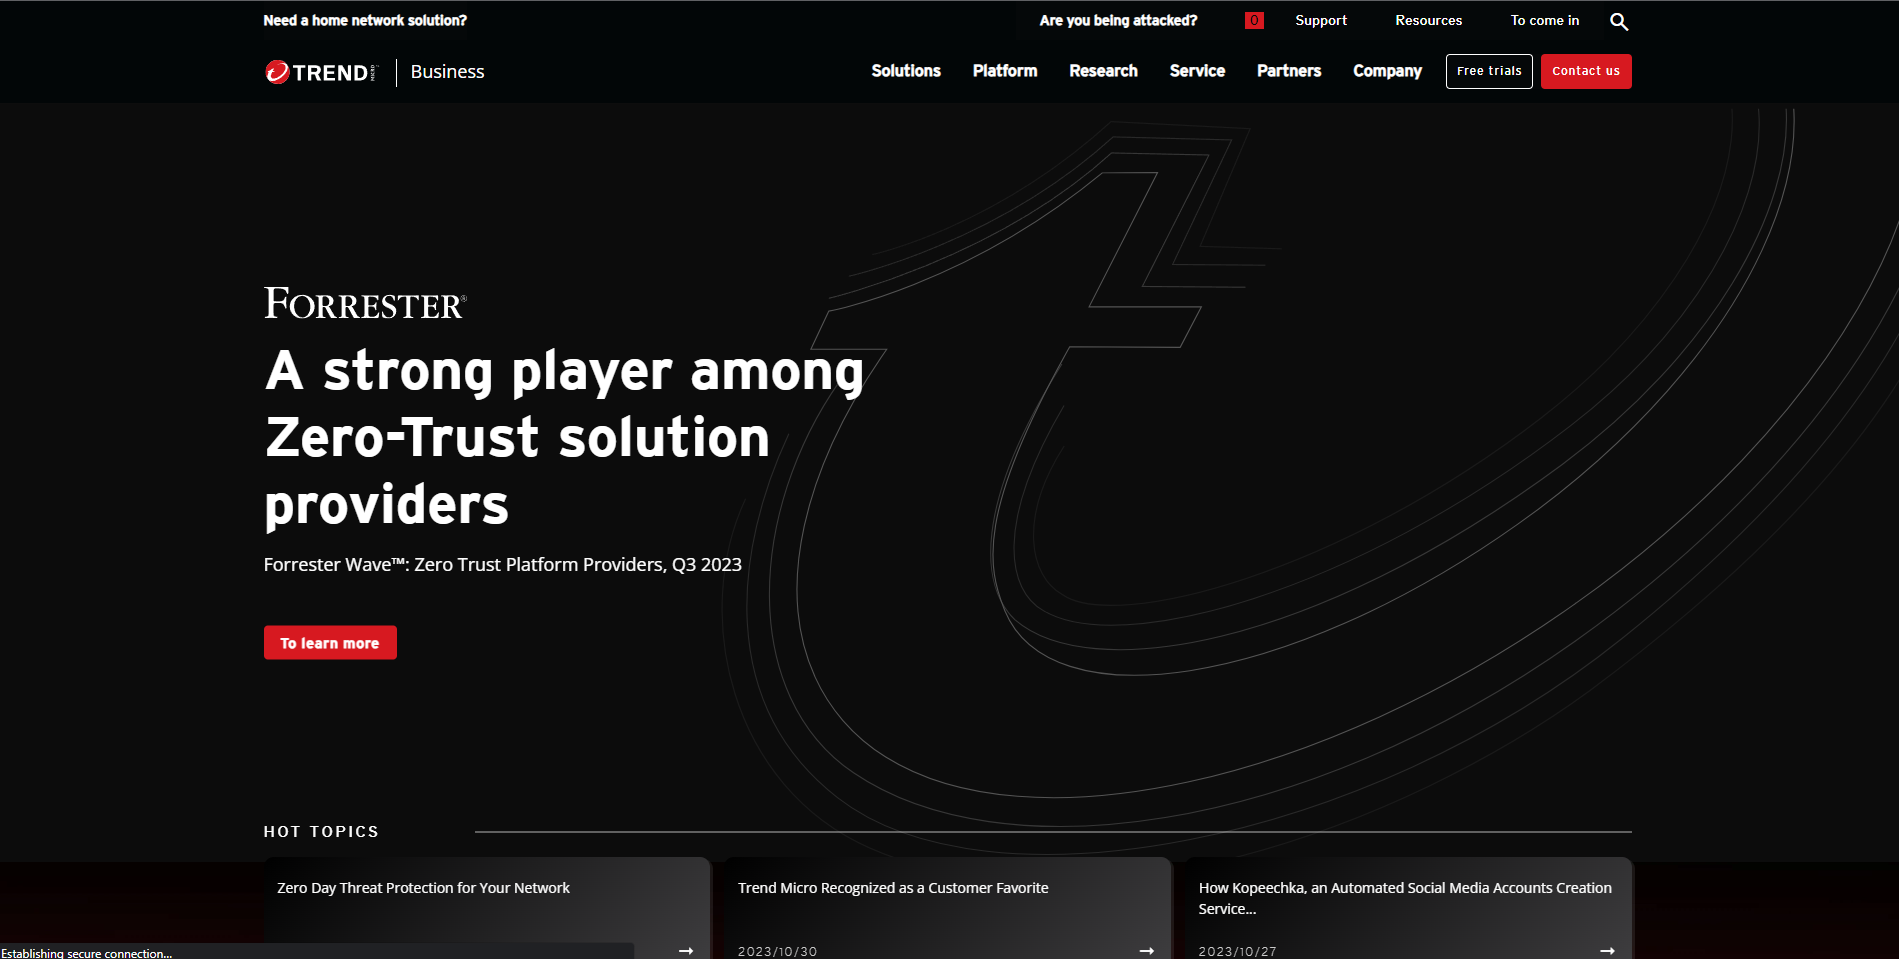 Need a home network solution?
Are you being attacked?
0
Support
Resources
To come in
TREND MICRO
Business
Solutions
Platform
Research
Service
Partners
Company
Free trials
Contact us
FORRESTER®
A strong player among
Zero-Trust solution
providers
Forrester Wave™: Zero Trust Platform Providers, Q3 2023
To learn more
HOT TOPICS
Zero Day Threat Protection for Your Network
Trend Micro Recognized as a Customer Favorite
2023/10/30
How Kopeechka, an Automated Social Media Accounts Creation
Service...
2023/10/27
Establishing secure connection...